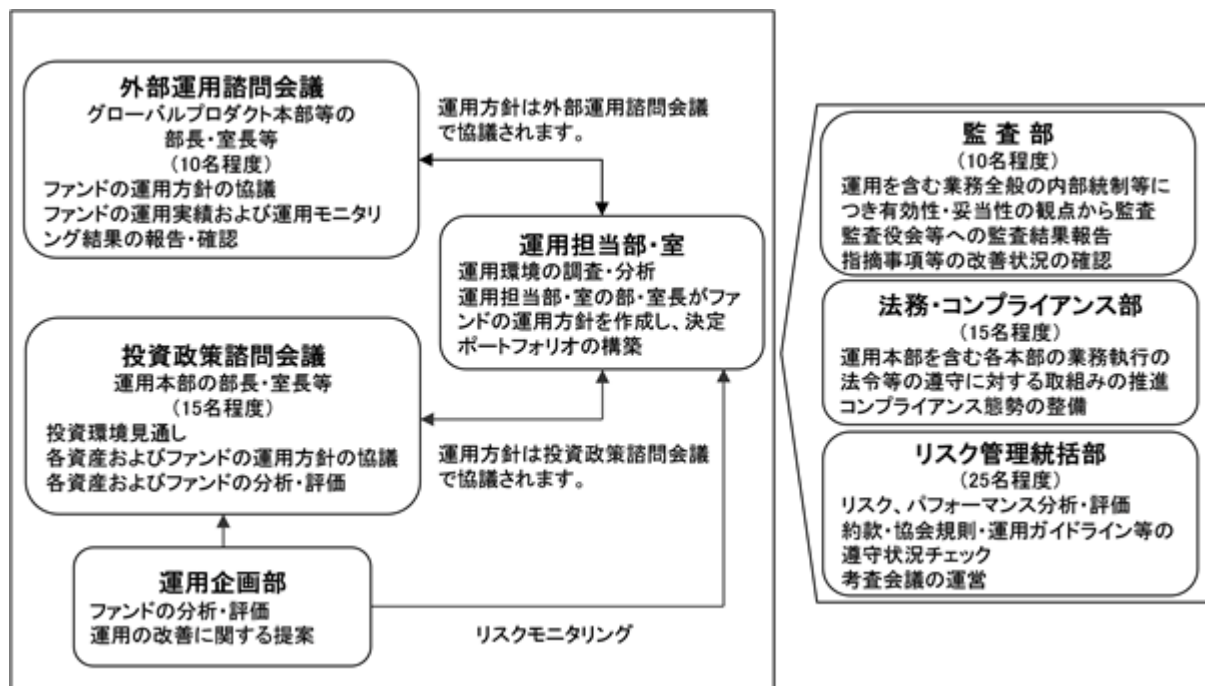 外部運用諮問会議
グローバルプロダクト本部等の
部長・室長等
(10名程度)
ファンドの運用方針の協議
ファンドの運用実績および運用モニタリ
ング結果の報告・確認
運用方針は外部運用諮問会議
で協議されます。
運用担当部・室
運用環境の調査・分析
運用担当部・室の部・室長がファ
ンドの運用方針を作成し、決定
ポートフォリオの構築
投資政策諮問会議
運用本部の部長・室長等
(15名程度)
投資環境見通し
各資産およびファンドの運用方針の協議
各資産およびファンドの分析・評価
運用方針は投資政策諮問会議
で協議されます。
運用企画部
ファンドの分析・評価
運用の改善に関する提案
リスクモニタリング
監 査 部
(10名程度)
運用を含む業務全般の内部統制等に
つき有効性・妥当性の観点から監査
監査役会等への監査結果報告
指摘事項等の改善状況の確認
法務・コンプライアンス部
(15名程度)
運用本部を含む各本部の業務執行の
法令等の遵守に対する取組みの推進
コンプライアンス態勢の整備
リスク管理統括部
(25名程度)
リスク、パフォーマンス分析・評価
約款・協会規則・運用ガイドライン等の
遵守状況チェック
考査会議の運営